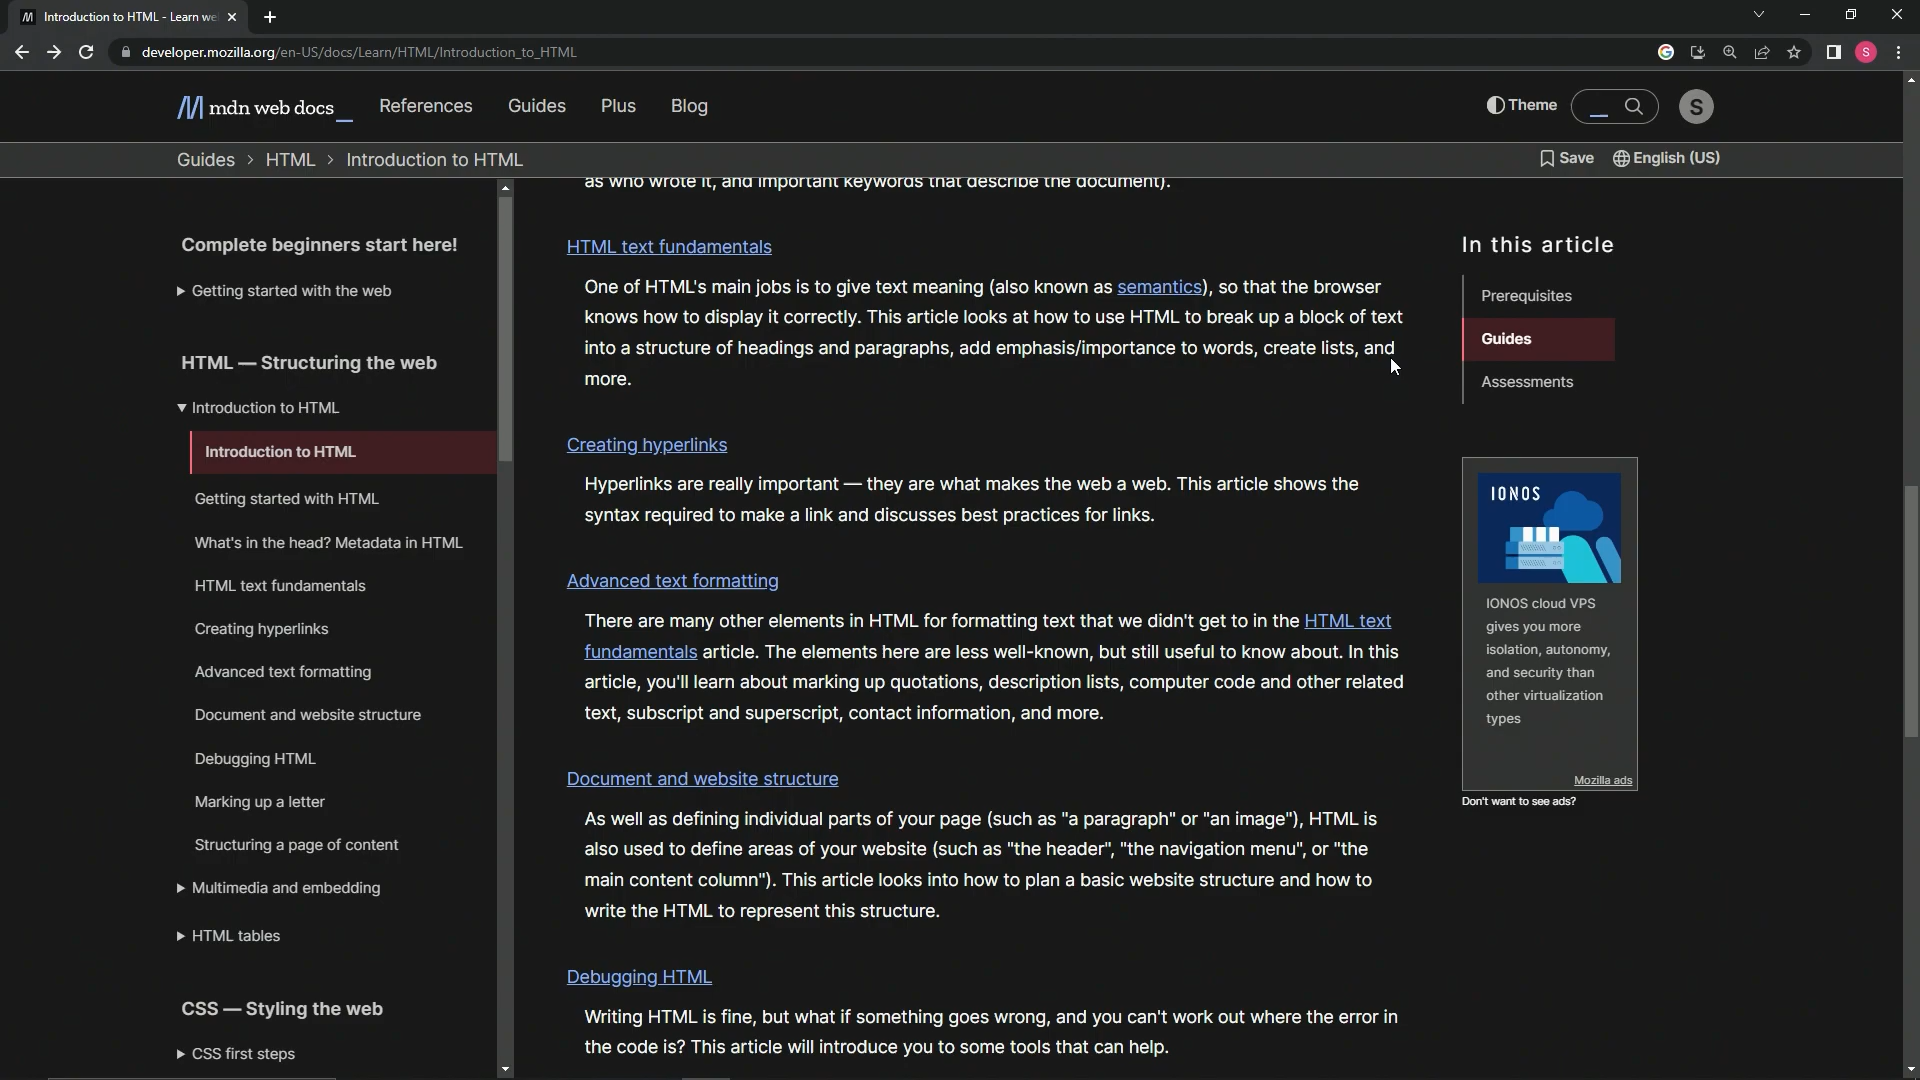 Introduction to HTML - Learn we
developer.mozilla.org/en-US/docs/Learn/HTML/Introduction_to_HTML
S
mdn web docs
References
Guides
Plus
Blog
Theme
S
Guides > HTML > Introduction to HTML
Save
English (US)
Complete beginners start here!
Getting started with the web
HTML — Structuring the web
Introduction to HTML
Introduction to HTML
Getting started with HTML
What's in the head? Metadata in HTML
HTML text fundamentals
Creating hyperlinks
Advanced text formatting
Document and website structure
Debugging HTML
Marking up a letter
Structuring a page of content
Multimedia and embedding
HTML tables
CSS — Styling the web
CSS first steps
as who wrote it, and important keywords that describe the document).
HTML text fundamentals
One of HTML's main jobs is to give text meaning (also known as semantics), so that the browser
knows how to display it correctly. This article looks at how to use HTML to break up a block of text
into a structure of headings and paragraphs, add emphasis/importance to words, create lists, and
more.
Creating hyperlinks
Hyperlinks are really important — they are what makes the web a web. This article shows the
syntax required to make a link and discusses best practices for links.
Advanced text formatting
There are many other elements in HTML for formatting text that we didn't get to in the HTML text
fundamentals article. The elements here are less well-known, but still useful to know about. In this
article, you'll learn about marking up quotations, description lists, computer code and other related
text, subscript and superscript, contact information, and more.
Document and website structure
As well as defining individual parts of your page (such as "a paragraph" or "an image"), HTML is
also used to define areas of your website (such as "the header", "the navigation menu", or "the
main content column"). This article looks into how to plan a basic website structure and how to
write the HTML to represent this structure.
Debugging HTML
Writing HTML is fine, but what if something goes wrong, and you can't work out where the error in
the code is? This article will introduce you to some tools that can help.
In this article
Prerequisites
Guides
Assessments
IONOS
IONOS cloud VPS
gives you more
isolation, autonomy,
and security than
other virtualization
types
Mozilla ads
Don't want to see ads?